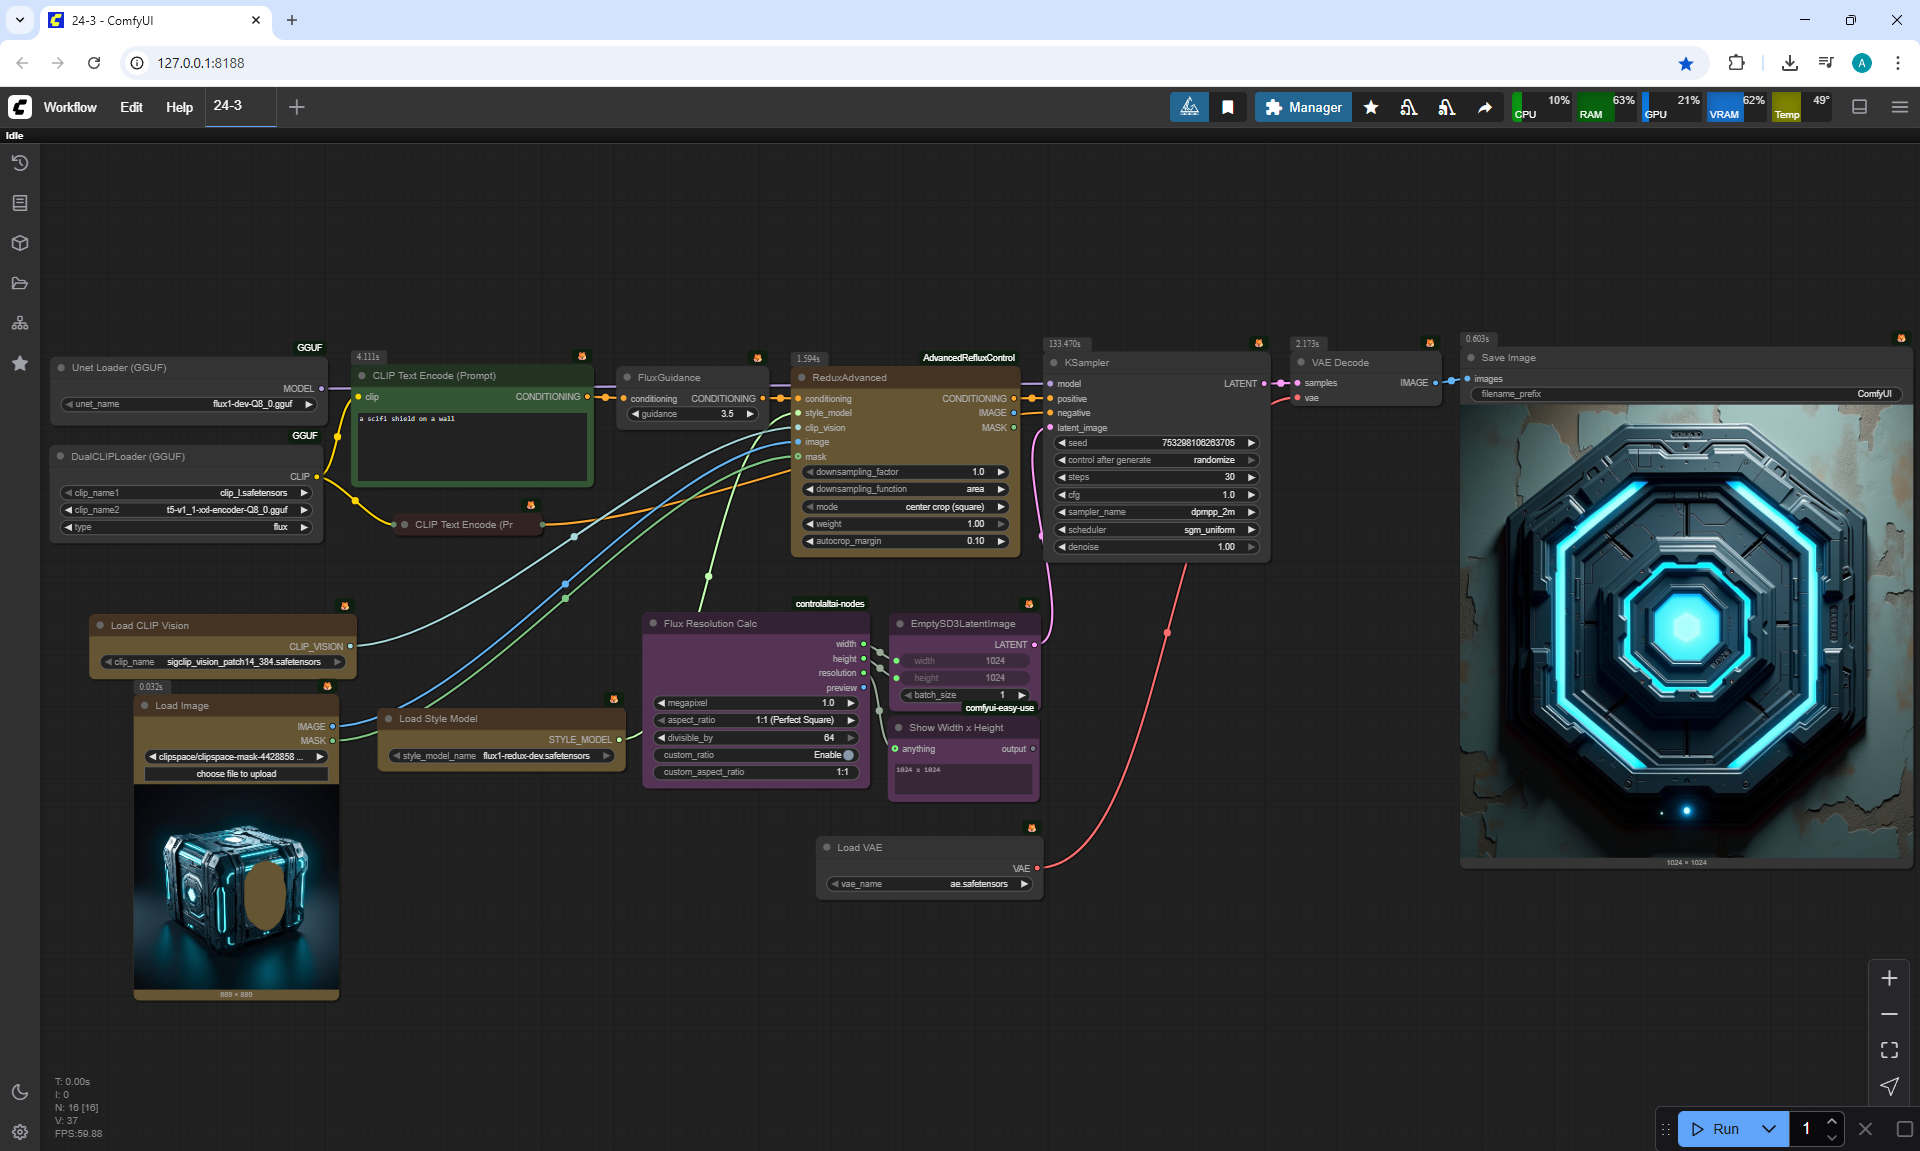 24-3 - ComfyUI
127.0.0.1:8188
A
Workflow
Edit
Help
24-3
Manager
10%
CPU
63%
RAM
21%
GPU
62%
VRAM
49°
Temp
Idle
GGUF
Unet Loader (GGUF)
MODEL
unet_name
flux1-dev-Q8_0.gguf
GGUF
DualCLIPLoader (GGUF)
CLIP
clip_name1
clip_l.safetensors
clip_name2
t5-v1_1-xxl-encoder-Q8_0.gguf
type
flux
4.111s
CLIP Text Encode (Prompt)
clip
CONDITIONING
a scifi shield on a wall
CLIP Text Encode (Pr
FluxGuidance
conditioning
CONDITIONING
guidance
3.5
1.594s
AdvancedRefluxControl
ReduxAdvanced
conditioning
CONDITIONING
style_model
IMAGE
clip_vision
MASK
image
mask
downsampling_factor
1.0
downsampling_function
area
mode
center crop (square)
weight
1.00
autocrop_margin
0.10
133.470s
KSampler
model
LATENT
positive
negative
latent_image
seed
753298106263705
control after generate
randomize
steps
30
cfg
1.0
sampler_name
dpmpp_2m
scheduler
sgm_uniform
denoise
1.00
2.173s
VAE Decode
samples
IMAGE
vae
0.603s
Save Image
images
filename_prefix
ComfyUI
1024 × 1024
Load CLIP Vision
CLIP_VISION
clip_name
sigclip_vision_patch14_384.safetensors
0.032s
Load Image
IMAGE
MASK
clipspace/clipspace-mask-4428858 ...
choose file to upload
889 × 889
Load Style Model
STYLE_MODEL
style_model_name
flux1-redux-dev.safetensors
controlaltai-nodes
Flux Resolution Calc
width
height
resolution
preview
megapixel
1.0
aspect_ratio
1:1 (Perfect Square)
divisible_by
64
custom_ratio
Enable
custom_aspect_ratio
1:1
EmptySD3LatentImage
LATENT
width
1024
height
1024
batch_size
1
comfyui-easy-use
Show Width x Height
anything
output
1024 x 1024
Load VAE
VAE
vae_name
ae.safetensors
T: 0.00s
I: 0
N: 16 [16]
V: 37
FPS:59.88
Run
1